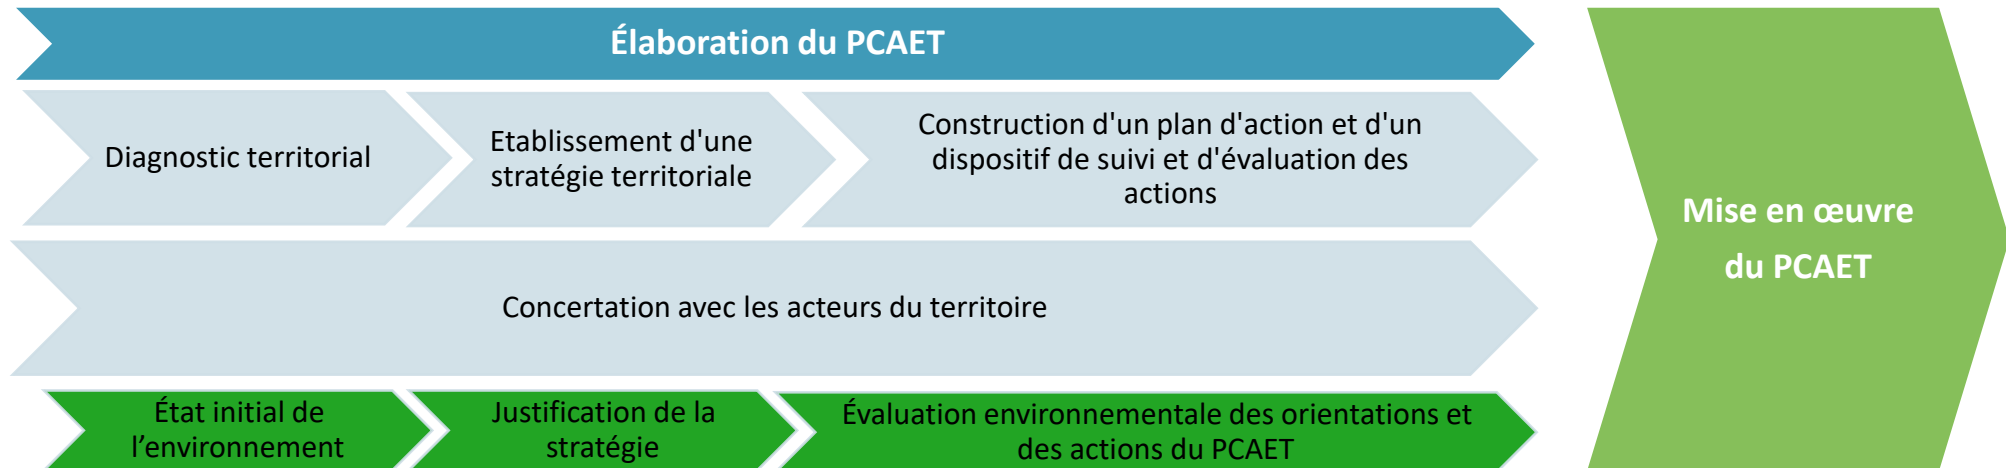 Élaboration du PCAET
Diagnostic territorial
Etablissement d'une
stratégie territoriale
Construction d'un plan d'action et d'un
dispositif de suivi et d'évaluation des
actions
Concertation avec les acteurs du territoire
État initial de
l’environnement
Justification de la
stratégie
Évaluation environnementale des orientations et
des actions du PCAET
Mise en œuvre
du PCAET